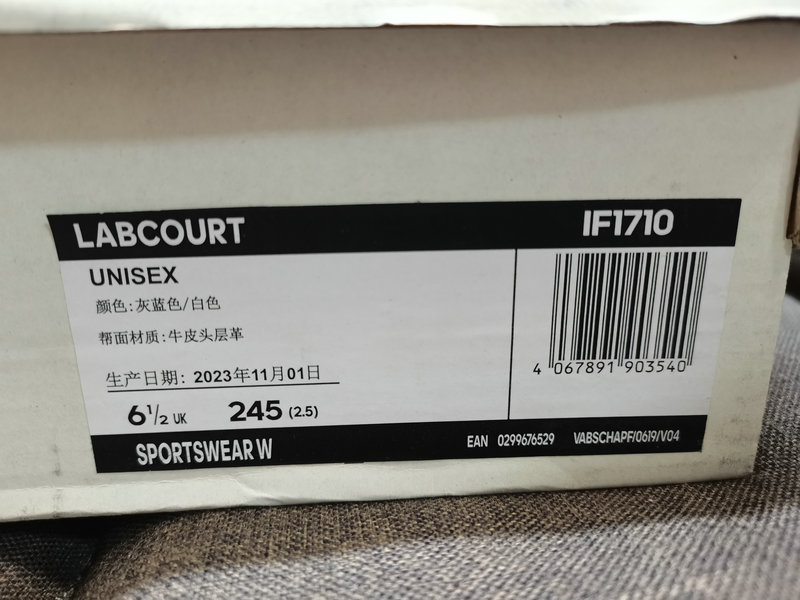 LABCOURT
IF1710
UNISEX
颜色:灰蓝色/白色
帮面材质:牛皮头层革
生产日期: 2023年11月01日
6½ UK 245 (2.5)
4 067891 903540
SPORTSWEAR W
EAN 0299676529 VABSCHAPF/0619/V04